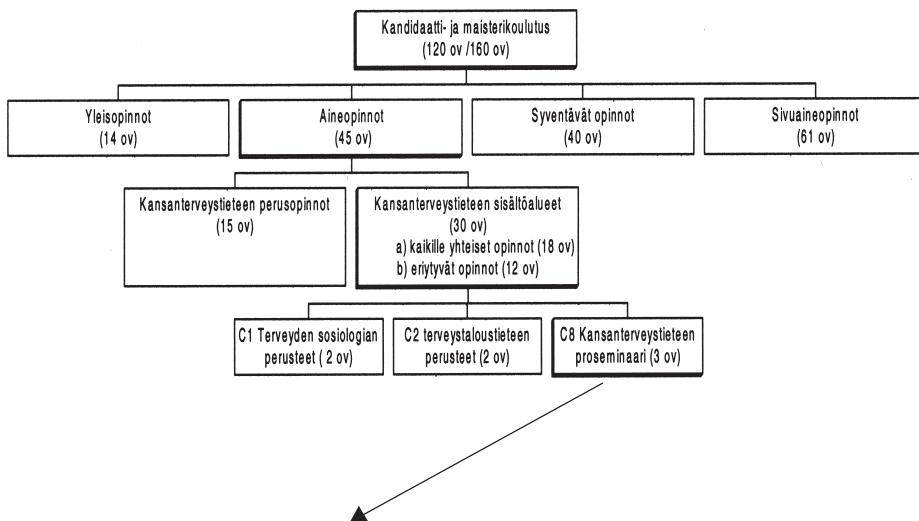 Kandidaatti- ja maisterikoulutus
(120 ov /160 ov)
Yleisopinnot
(14 ov)
Aineopinnot
(45 ov)
Syventävät opinnot
(40 ov)
Sivuaineopinnot
(61 ov)
Kansanterveystieteen perusopinnot
(15 ov)
Kansanterveystieteen sisältöalueet
(30 ov)
a) kaikille yhteiset opinnot (18 ov)
b) eriytyvät opinnot (12 ov)
C1 Terveyden sosiologian
perusteet ( 2 ov)
C2 terveystaloustieteen
perusteet (2 ov)
C8 Kansanterveystieteen
proseminaari (3 ov)